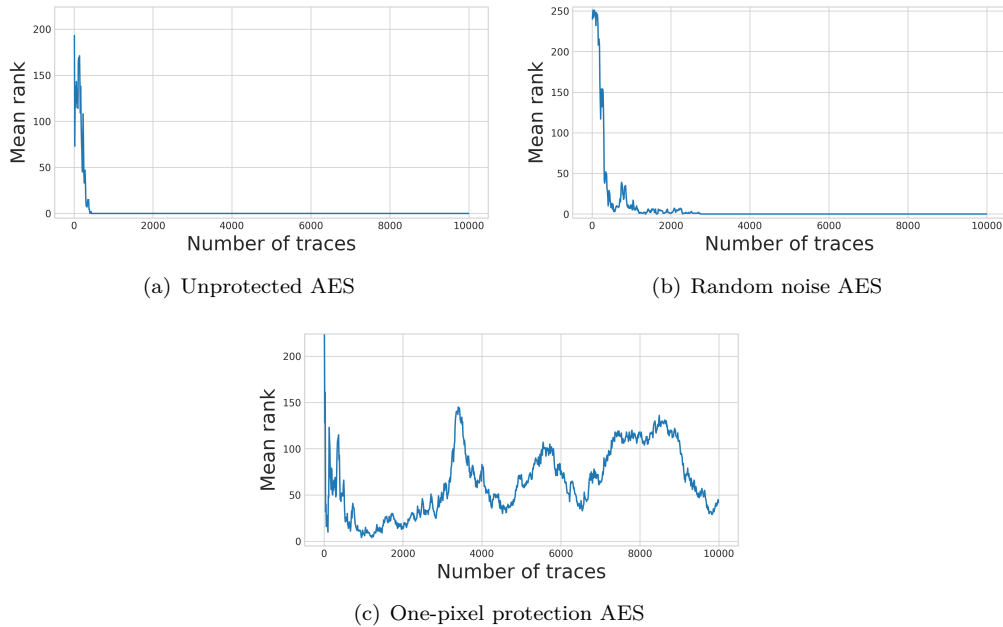 200
150
100
50
0
Mean rank
0 2000 4000 6000 8000 10000
Number of traces
(a) Unprotected AES
250
200
150
100
50
0
Mean rank
0 2000 4000 6000 8000 10000
Number of traces
(b) Random noise AES
200
150
100
50
0
Mean rank
0 2000 4000 6000 8000 10000
Number of traces
(c) One-pixel protection AES